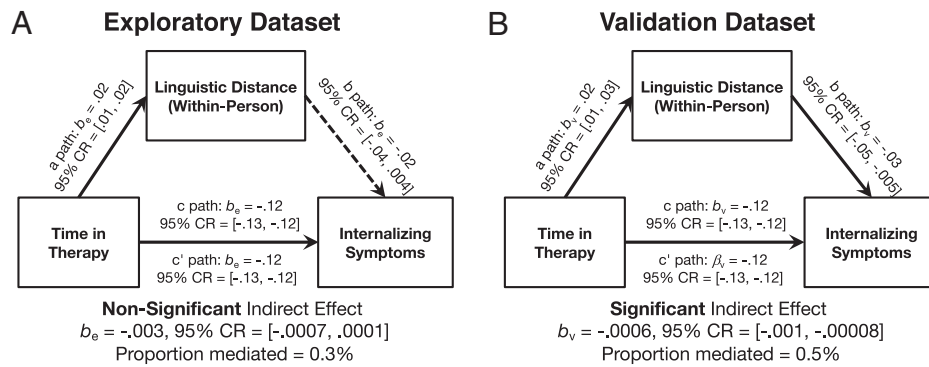 A
Exploratory Dataset
Linguistic Distance
(Within-Person)
a path: bₑ = .02
95% CR = [.01, .02]
b path: bₑ = -.02
95% CR = [-.04, .004]
Time in
Therapy
c path: bₑ = -.12
95% CR = [-.13, -.12]
c' path: bₑ = -.12
95% CR = [-.13, -.12]
Internalizing
Symptoms
Non-Significant Indirect Effect
bₑ = -.003, 95% CR = [-.0007, .0001]
Proportion mediated = 0.3%
B
Validation Dataset
Linguistic Distance
(Within-Person)
a path: bᵥ = .02
95% CR = [.01, .03]
b path: bᵥ = -.03
95% CR = [-.05, -.005]
Time in
Therapy
c path: bᵥ = -.12
95% CR = [-.13, -.12]
c' path: βᵥ = -.12
95% CR = [-.13, -.12]
Internalizing
Symptoms
Significant Indirect Effect
bᵥ = -.0006, 95% CR = [-.001, -.00008]
Proportion mediated = 0.5%